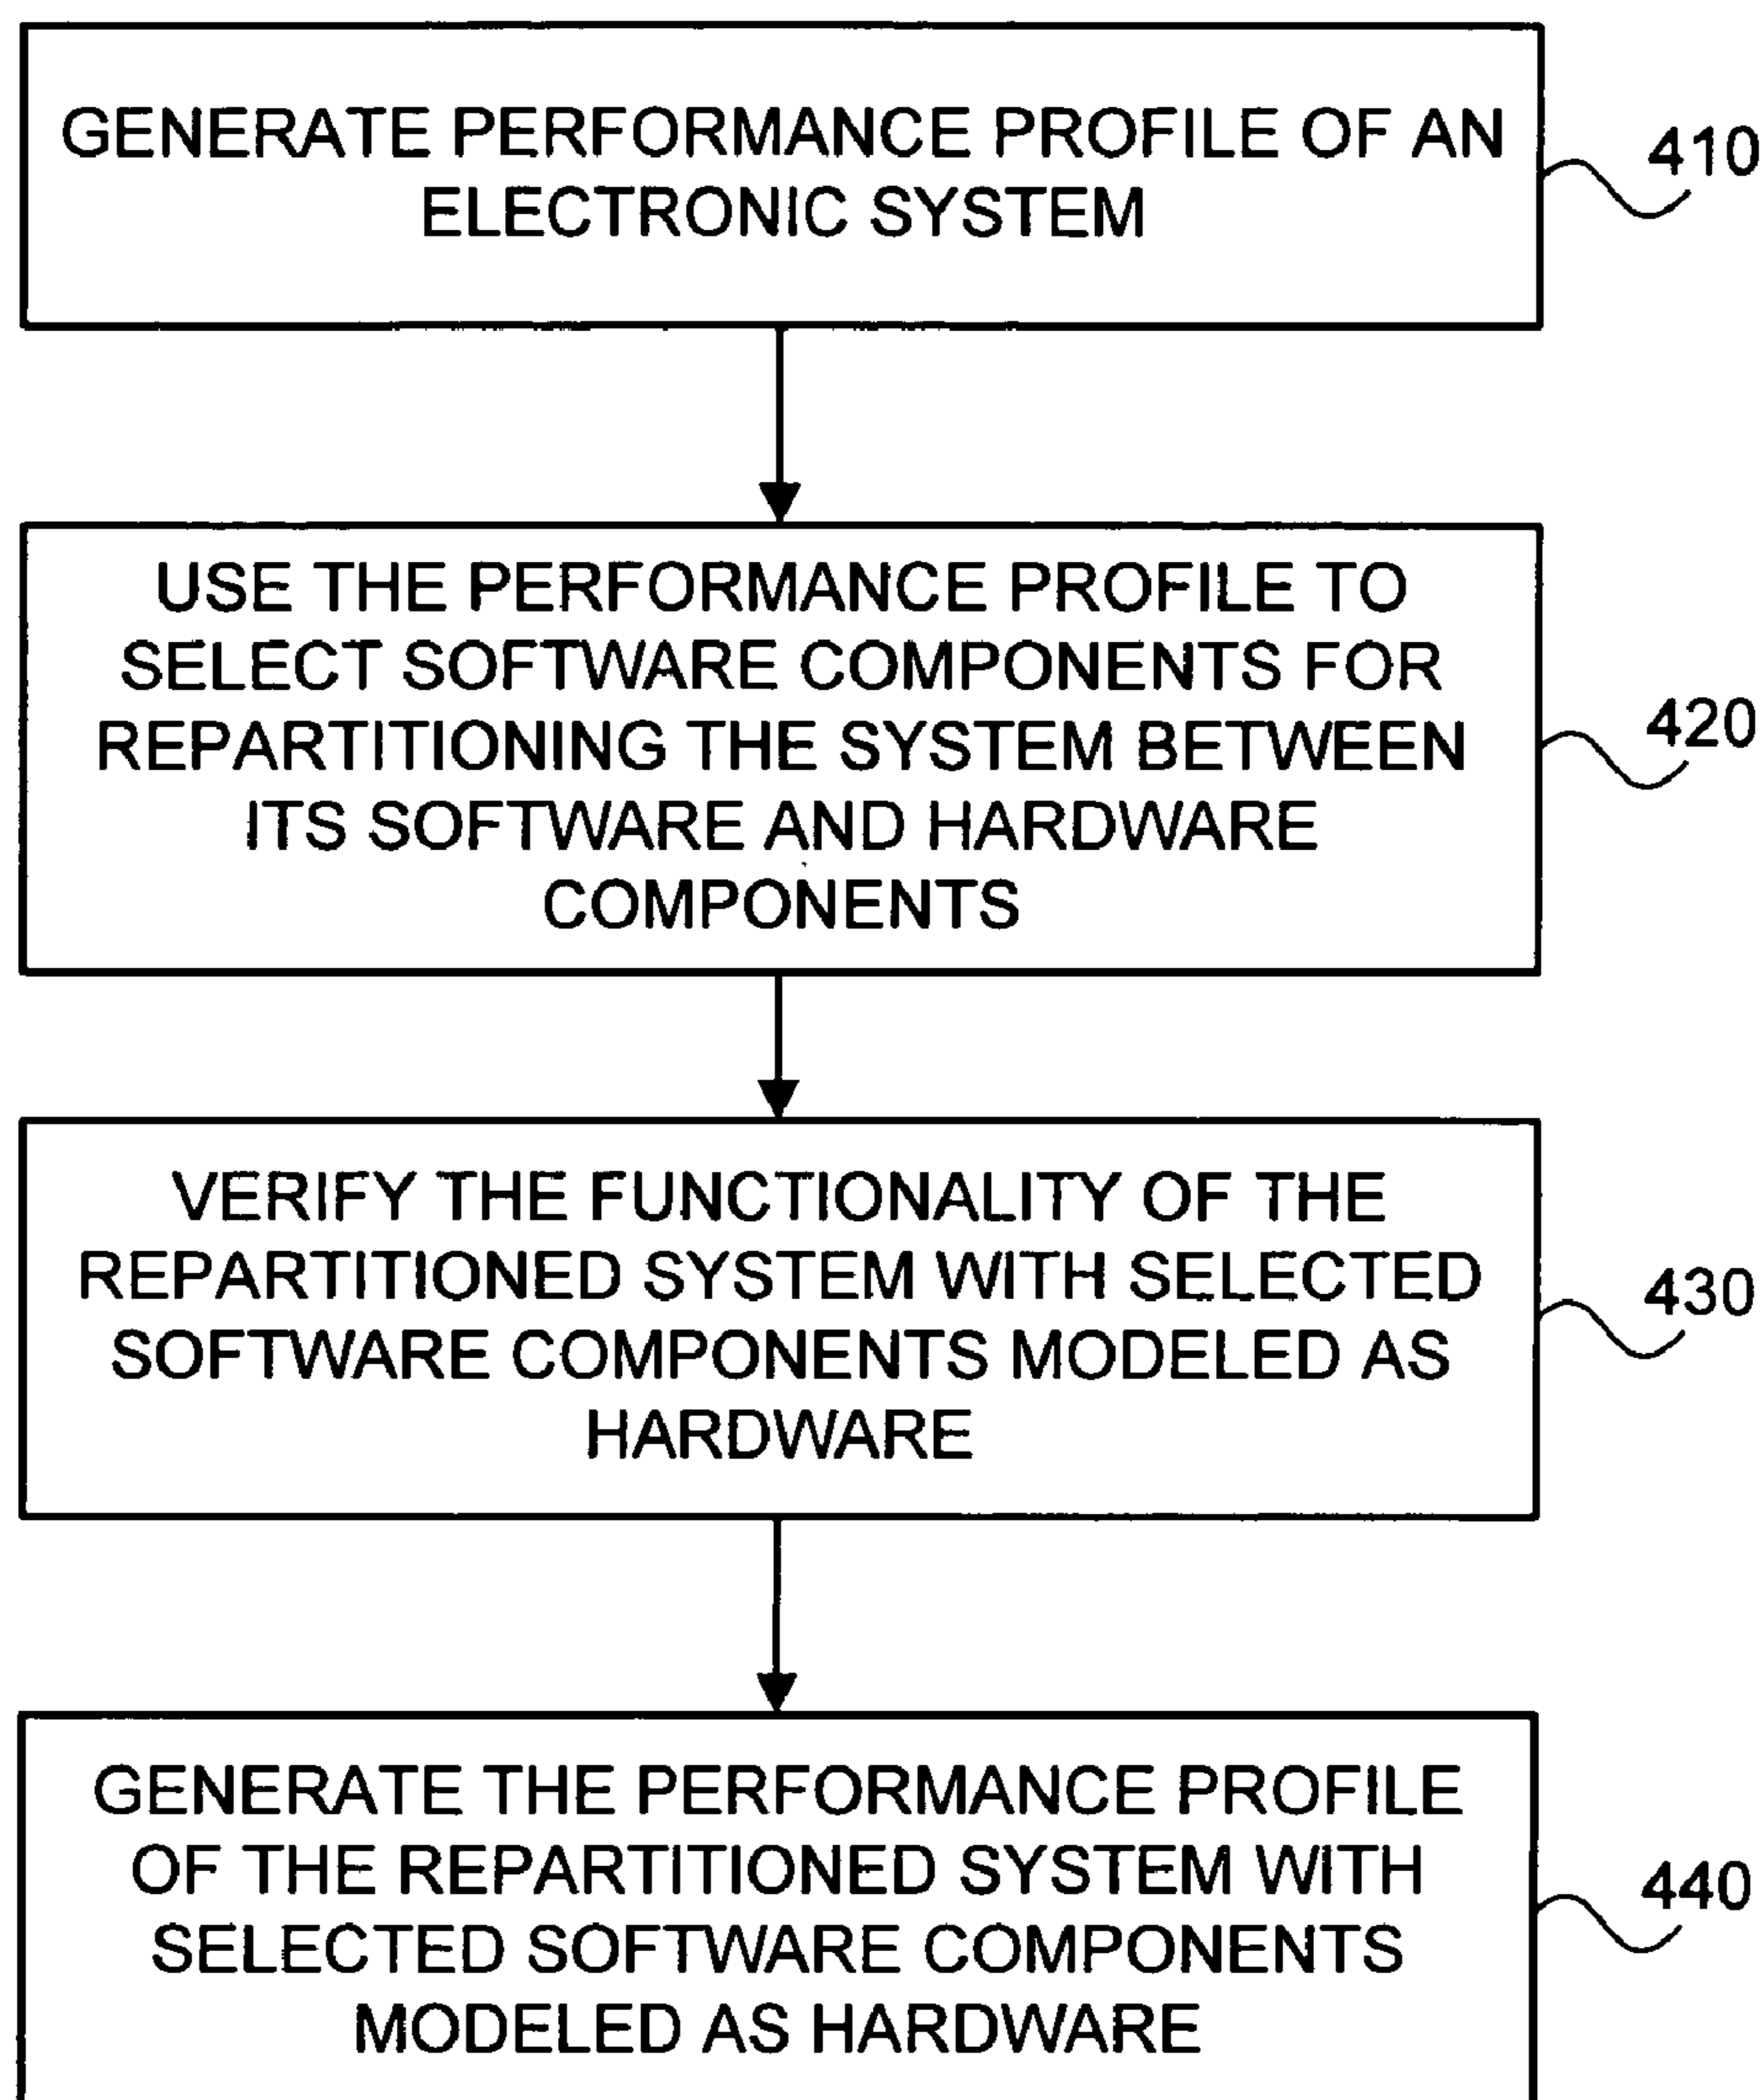 GENERATE PERFORMANCE PROFILE OF AN
ELECTRONIC SYSTEM
410
USE THE PERFORMANCE PROFILE TO
SELECT SOFTWARE COMPONENTS FOR
REPARTITIONING THE SYSTEM BETWEEN
ITS SOFTWARE AND HARDWARE
COMPONENTS
420
VERIFY THE FUNCTIONALITY OF THE
REPARTITIONED SYSTEM WITH SELECTED
SOFTWARE COMPONENTS MODELED AS
HARDWARE
430
GENERATE THE PERFORMANCE PROFILE
OF THE REPARTITIONED SYSTEM WITH
SELECTED SOFTWARE COMPONENTS
MODELED AS HARDWARE
440